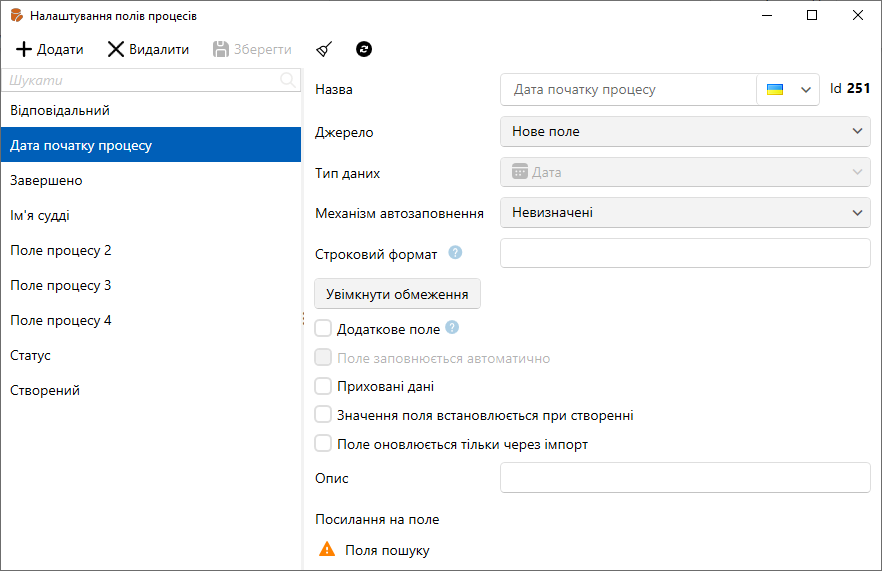 Налаштування полів процесів
Додати Видалити Зберегти
Шукати
Відповідальний
Дата початку процесу
Завершено
Ім'я судді
Поле процесу 2
Поле процесу 3
Поле процесу 4
Статус
Створений
Назва Дата початку процесу Id 251
Джерело Нове поле
Тип даних Дата
Механізм автозаповнення Невизначені
Строковий формат ?
Увімкнути обмеження
Додаткове поле ?
Поле заповнюється автоматично
Приховані дані
Значення поля встановлюється при створенні
Поле оновлюється тільки через імпорт
Опис
Посилання на поле
Поля пошуку